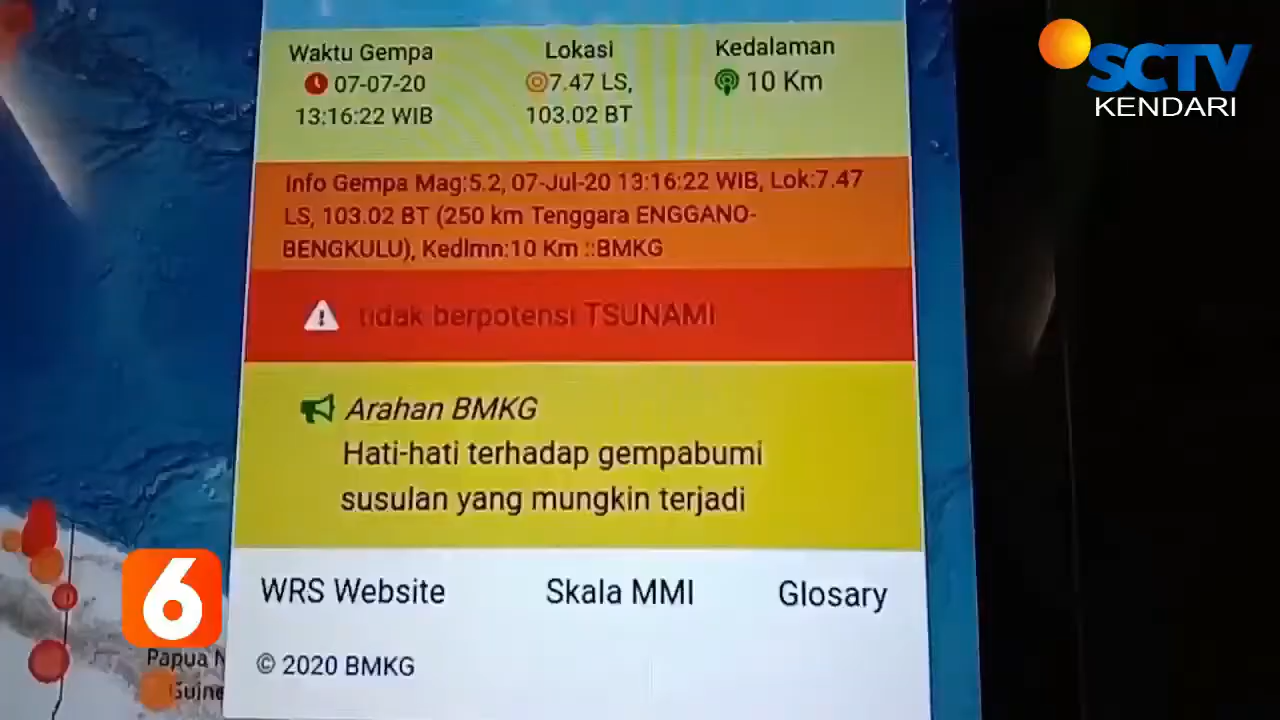 SCTV
KENDARI
Waktu Gempa
07-07-20
13:16:22 WIB
Lokasi
7.47 LS,
103.02 BT
Kedalaman
10 Km
Info Gempa Mag:5.2, 07-Jul-20 13:16:22 WIB, Lok:7.47
LS, 103.02 BT (250 km Tenggara ENGGANO-
BENGKULU), Kedlmn:10 Km ::BMKG
tidak berpotensi TSUNAMI
Arahan BMKG
Hati-hati terhadap gempabumi
susulan yang mungkin terjadi
WRS Website
Skala MMI
Glosary
© 2020 BMKG
6
Papua N
Guine